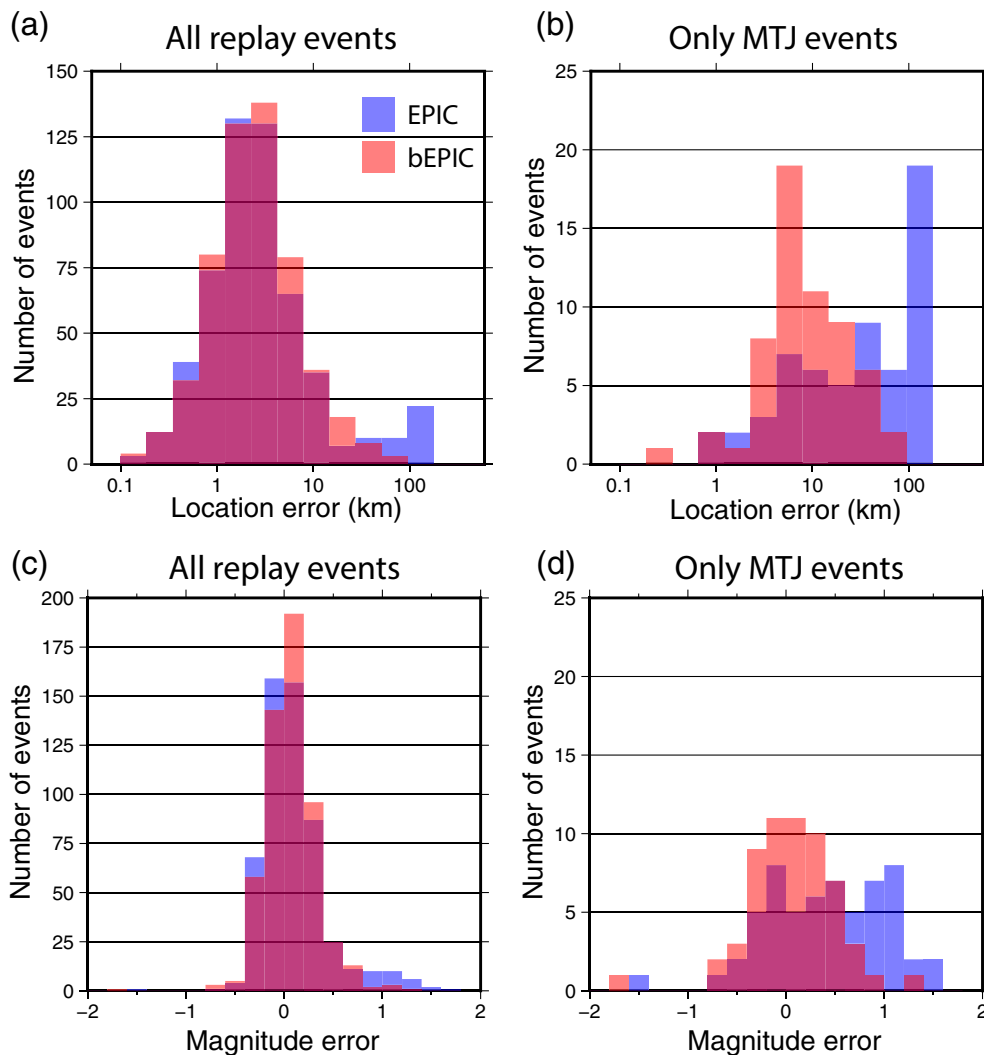 (a)
All replay events
150
125
100
75
50
25
0
Number of events
0.1 1 10 100
Location error (km)
EPIC
bEPIC
(b)
Only MTJ events
25
20
15
10
5
0
Number of events
0.1 1 10 100
Location error (km)
(c)
All replay events
200
175
150
125
100
75
50
25
0
Number of events
−2 −1 0 1 2
Magnitude error
(d)
Only MTJ events
25
20
15
10
5
0
Number of events
−2 −1 0 1 2
Magnitude error